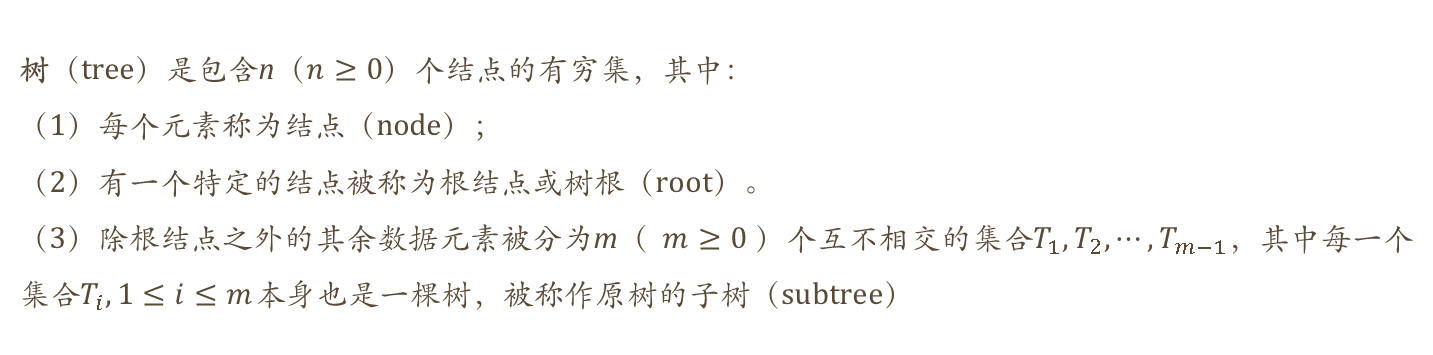 树（tree）是包含n（n ≥ 0）个结点的有穷集，其中：
（1）每个元素称为结点（node）；
（2）有一个特定的结点被称为根结点或树根（root）。
（3）除根结点之外的其余数据元素被分为m（ m ≥ 0 ）个互不相交的集合T₁, T₂, ⋯ , Tₘ₋₁，其中每一个
集合Tᵢ, 1 ≤ i ≤ m本身也是一棵树，被称作原树的子树（subtree）